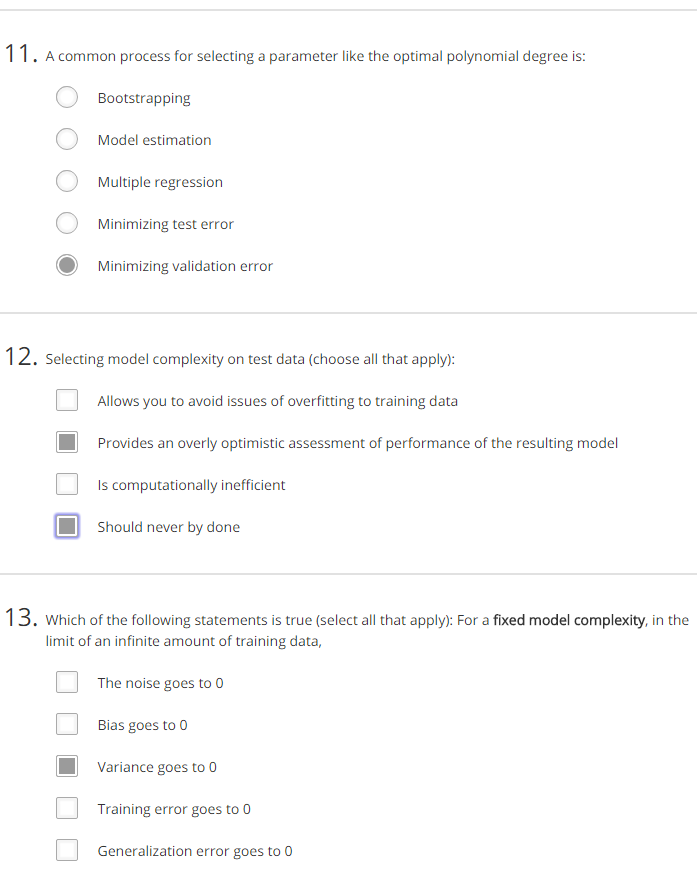 11. A common process for selecting a parameter like the optimal polynomial degree is:
Bootstrapping
Model estimation
Multiple regression
Minimizing test error
Minimizing validation error
12. Selecting model complexity on test data (choose all that apply):
Allows you to avoid issues of overfitting to training data
Provides an overly optimistic assessment of performance of the resulting model
Is computationally inefficient
Should never by done
13. Which of the following statements is true (select all that apply): For a fixed model complexity, in the
limit of an infinite amount of training data,
The noise goes to 0
Bias goes to 0
Variance goes to 0
Training error goes to 0
Generalization error goes to 0